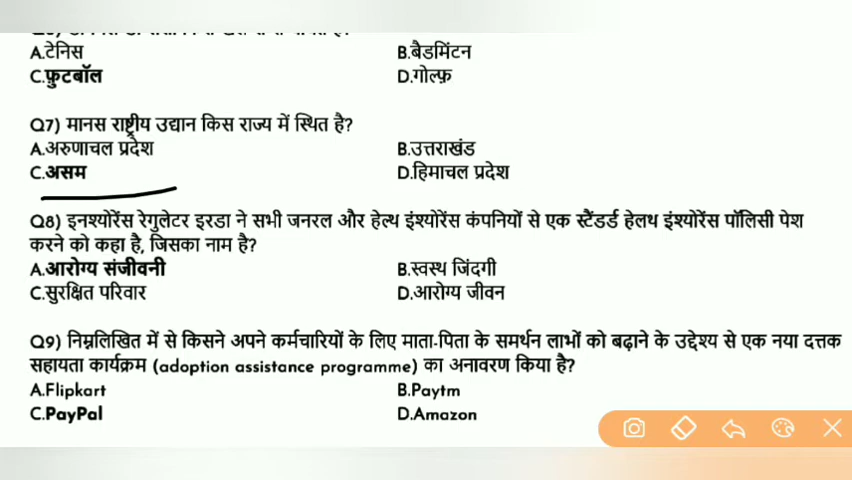 A.टेनिस B.बैडमिंटन
C.फ़ुटबॉल D.गोल्फ़
Q7) मानस राष्ट्रीय उद्यान किस राज्य में स्थित है?
A.अरुणाचल प्रदेश B.उत्तराखंड
C.असम D.हिमाचल प्रदेश
Q8) इनश्योरेंस रेगुलेटर इरडा ने सभी जनरल और हेल्थ इंश्योरेंस कंपनियों से एक स्टैंडर्ड हेलथ इंश्योरेंस पॉलिसी पेश
करने को कहा है, जिसका नाम है?
A.आरोग्य संजीवनी B.स्वस्थ जिंदगी
C.सुरक्षित परिवार D.आरोग्य जीवन
Q9) निम्नलिखित में से किसने अपने कर्मचारियों के लिए माता-पिता के समर्थन लाभों को बढ़ाने के उद्देश्य से एक नया दत्तक
सहायता कार्यक्रम (adoption assistance programme) का अनावरण किया है?
A.Flipkart B.Paytm
C.PayPal D.Amazon